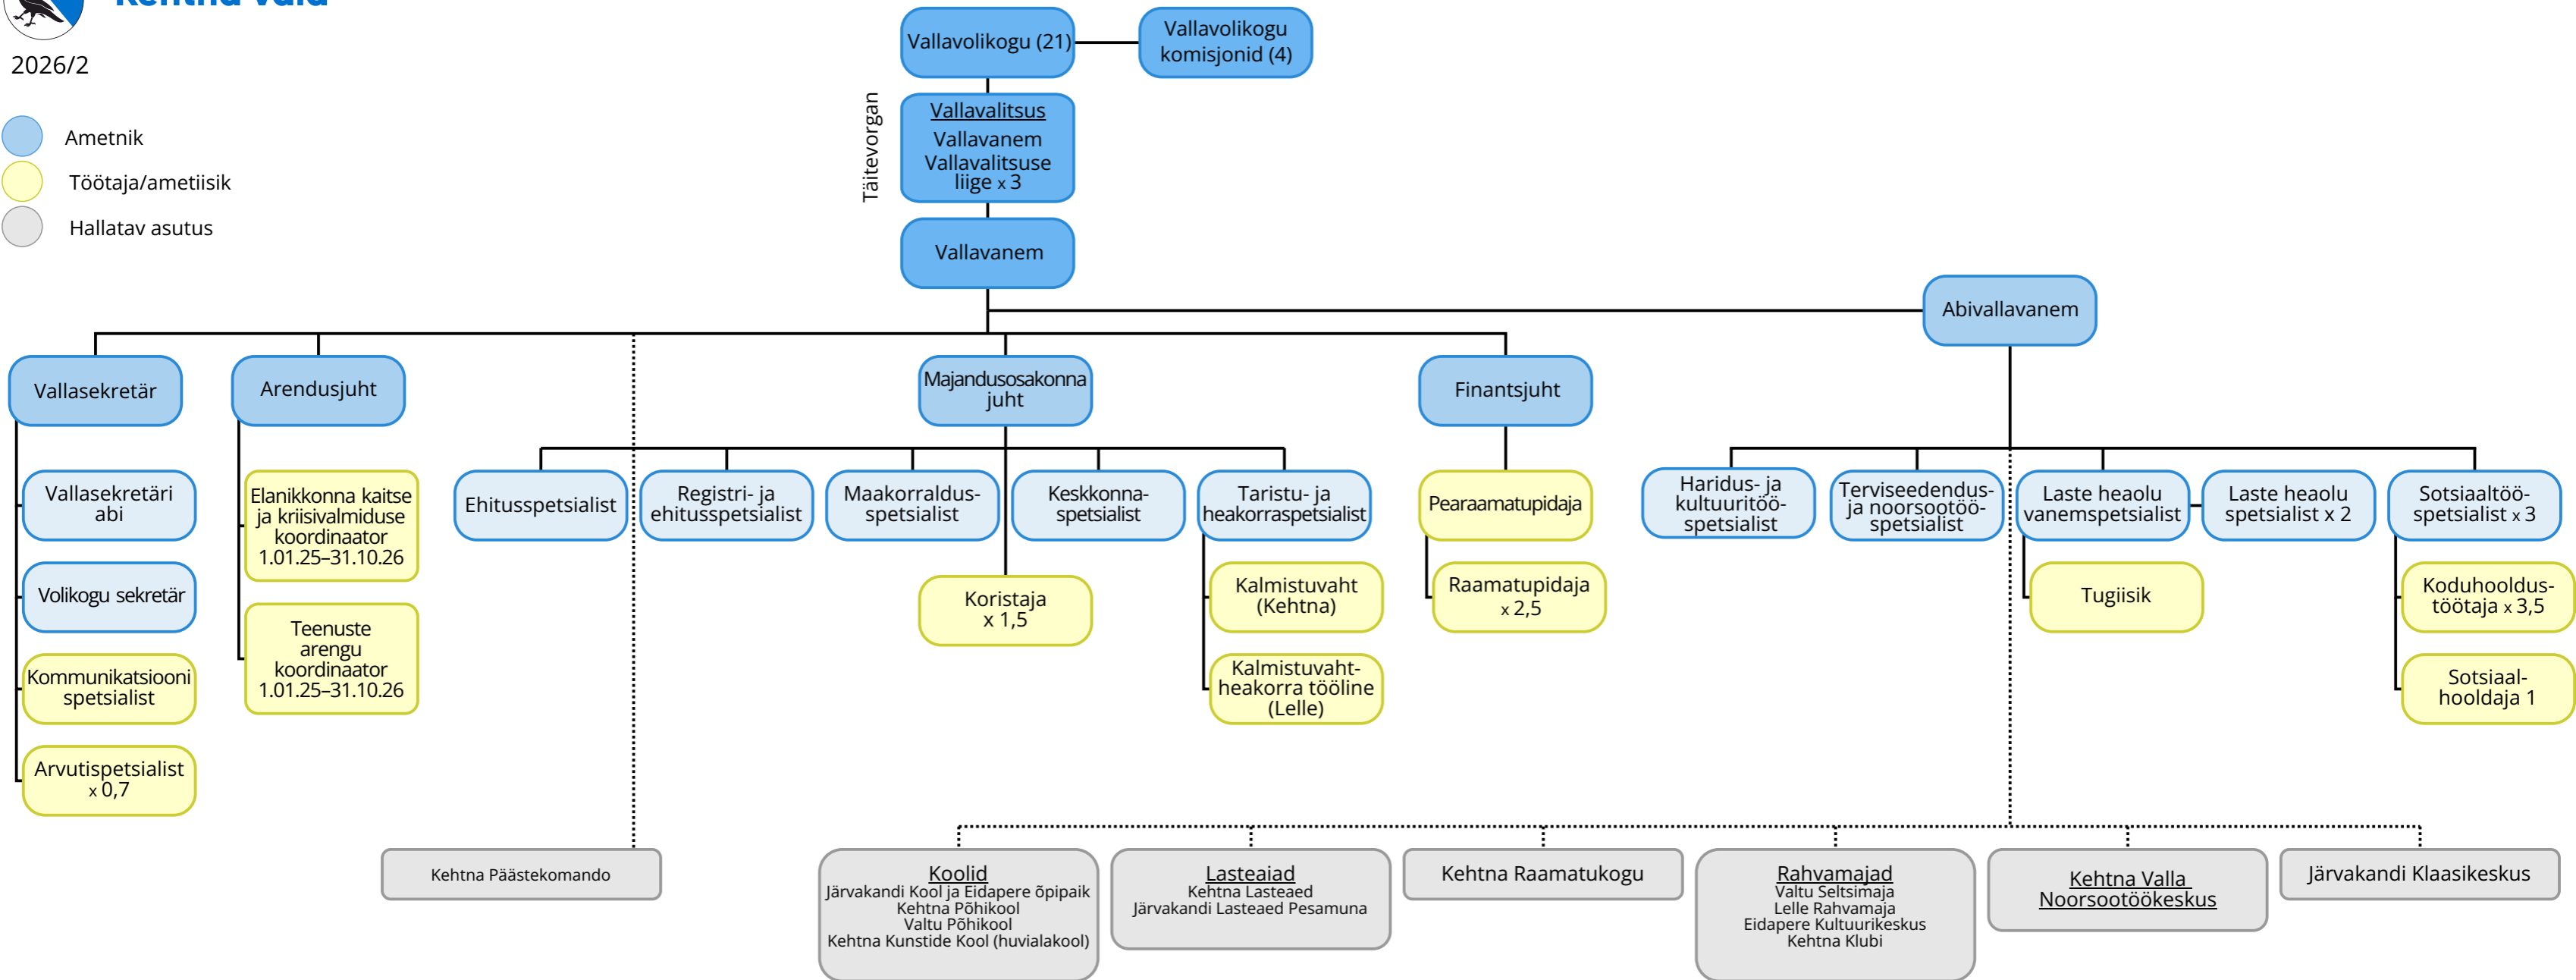 Kehtna vald
2026/2
Ametnik
Töötaja/ametiisik
Hallatav asutus
Vallavolikogu (21)
Vallavolikogu
komisjonid (4)
Täitevorgan
Vallavalitsus
Vallavanem
Vallavalitsuse
liige x 3
Vallavanem
Abivallavanem
Vallasekretär
Arendusjuht
Majandusosakonna
juht
Finantsjuht
Vallasekretäri
abi
Volikogu sekretär
Kommunikatsiooni
spetsialist
Arvutispetsialist
x 0,7
Elanikkonna kaitse
ja kriisivalmiduse
koordinaator
1.01.25–31.10.26
Teenuste
arengu
koordinaator
1.01.25–31.10.26
Ehitusspetsialist
Registri- ja
ehitusspetsialist
Maakorraldus-
spetsialist
Keskkonna-
spetsialist
Taristu- ja
heakorraspetsialist
Koristaja
x 1,5
Kalmistuvaht
(Kehtna)
Kalmistuvaht-
heakorra tööline
(Lelle)
Pearaamatupidaja
Raamatupidaja
x 2,5
Haridus- ja
kultuuritöö-
spetsialist
Terviseedendus-
ja noorsootöö-
spetsialist
Laste heaolu
vanemspetsialist
Laste heaolu
spetsialist x 2
Sotsiaaltöö-
spetsialist x 3
Tugiisik
Koduhooldus-
töötaja x 3,5
Sotsiaal-
hooldaja 1
Kehtna Päästekomando
Koolid
Järvakandi Kool ja Eidapere õpipaik
Kehtna Põhikool
Valtu Põhikool
Kehtna Kunstide Kool (huvialakool)
Lasteaiad
Kehtna Lasteaed
Järvakandi Lasteaed Pesamuna
Kehtna Raamatukogu
Rahvamajad
Valtu Seltsimaja
Lelle Rahvamaja
Eidapere Kultuurikeskus
Kehtna Klubi
Kehtna Valla
Noorsootöökeskus
Järvakandi Klaasikeskus